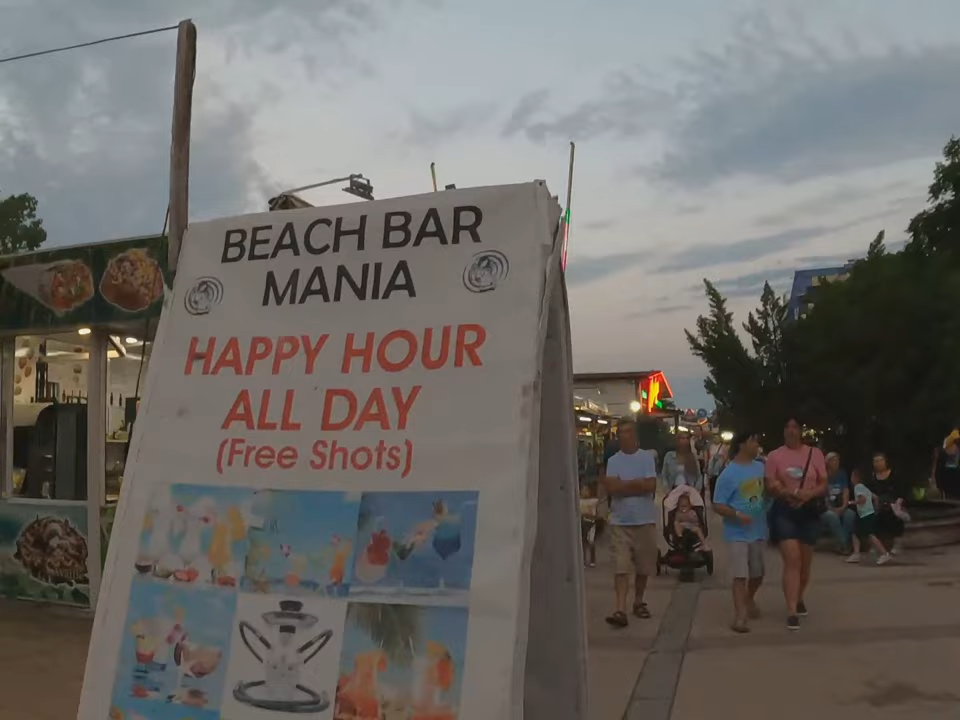 BEACH BAR
MANIA
HAPPY HOUR
ALL DAY
(Free Shots)